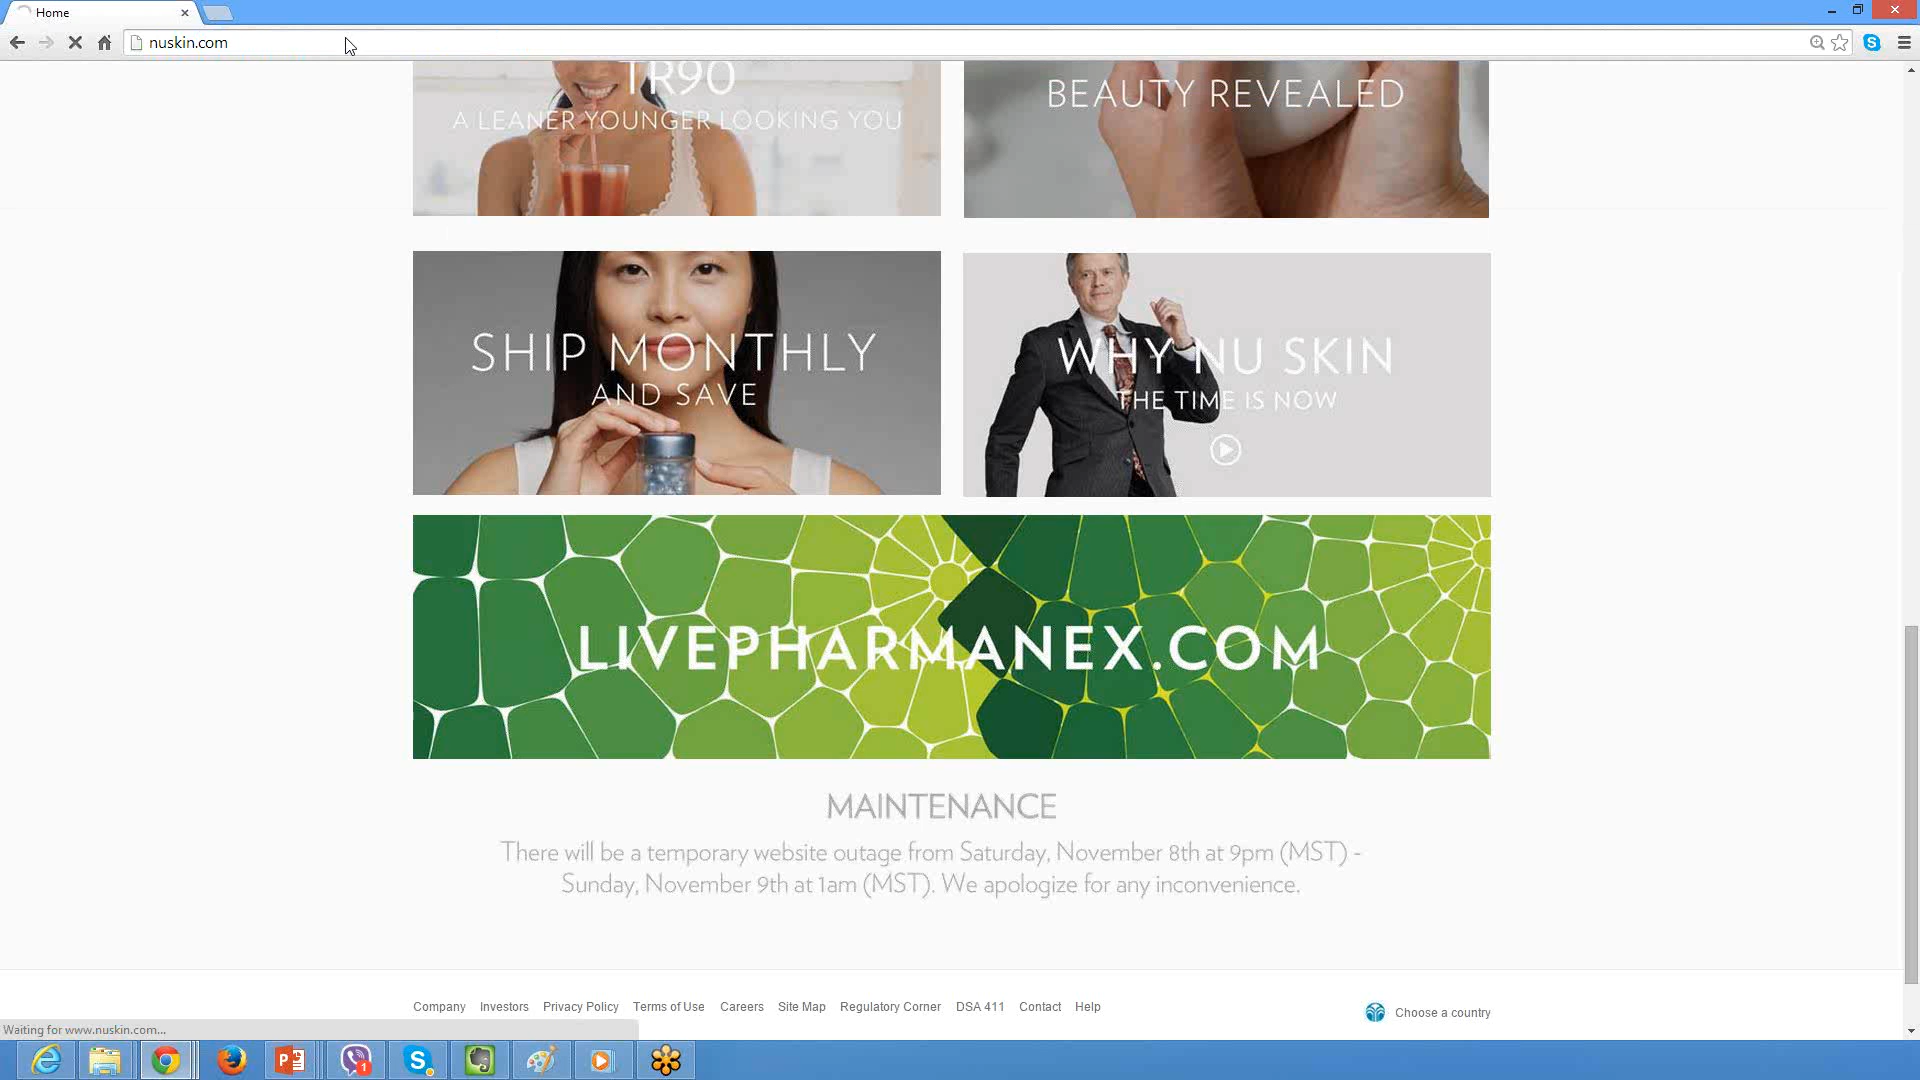 Home
nuskin.com
TR90
A LEANER YOUNGER LOOKING YOU
BEAUTY REVEALED
SHIP MONTHLY
AND SAVE
WHY NU SKIN
THE TIME IS NOW
LIVEPHARMANEX.COM
MAINTENANCE
There will be a temporary website outage from Saturday, November 8th at 9pm (MST) -
Sunday, November 9th at 1am (MST). We apologize for any inconvenience.
Company Investors Privacy Policy Terms of Use Careers Site Map Regulatory Corner DSA 411 Contact Help
Choose a country
Waiting for www.nuskin.com...
1